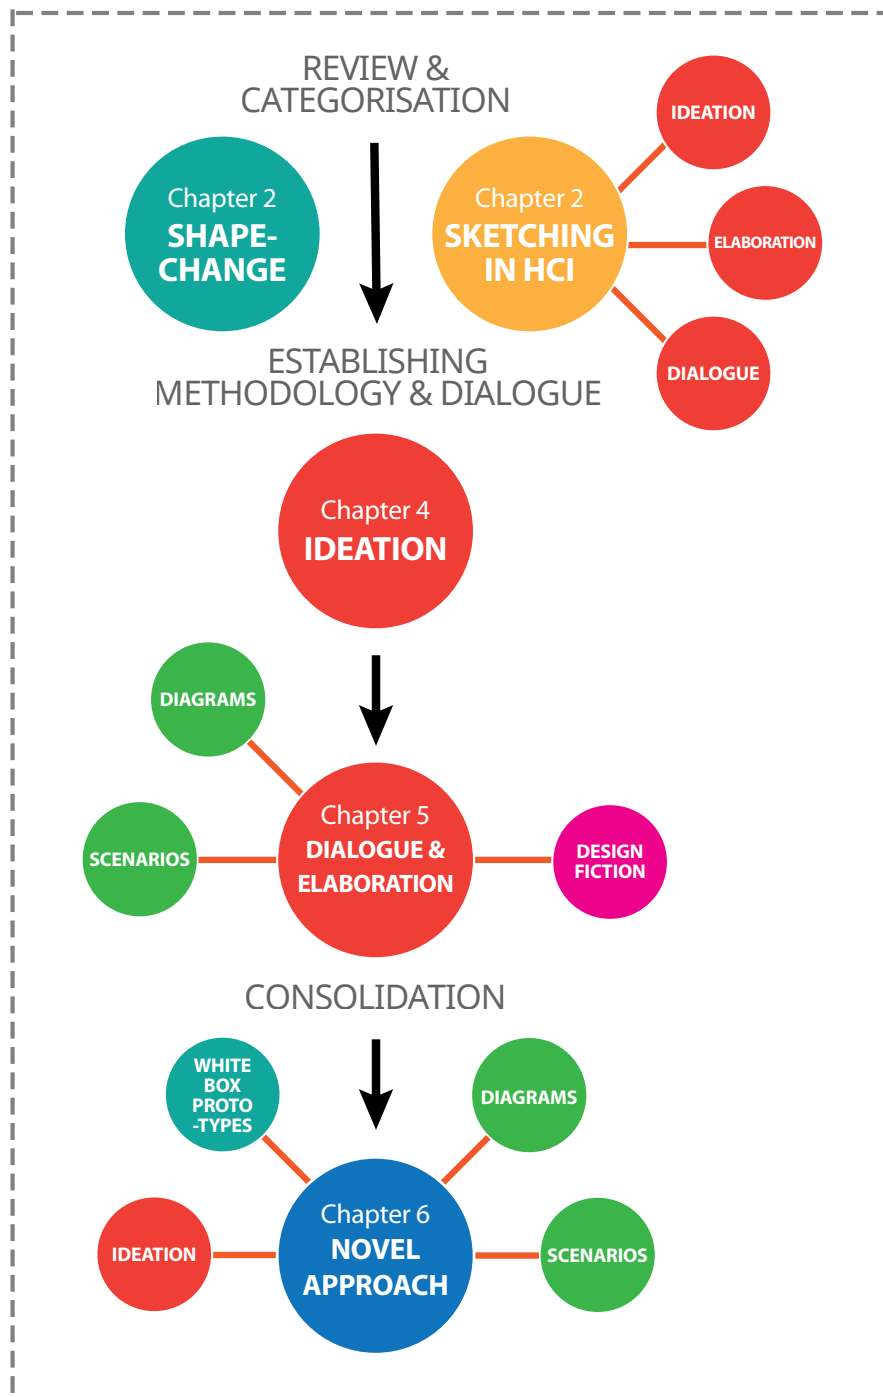 REVIEW &
CATEGORISATION
Chapter 2
SHAPE-
CHANGE
Chapter 2
SKETCHING
IN HCI
IDEATION
ELABORATION
DIALOGUE
ESTABLISHING
METHODOLOGY & DIALOGUE
Chapter 4
IDEATION
DIAGRAMS
SCENARIOS
Chapter 5
DIALOGUE &
ELABORATION
DESIGN
FICTION
CONSOLIDATION
WHITE
BOX
PROTO
-TYPES
DIAGRAMS
IDEATION
Chapter 6
NOVEL
APPROACH
SCENARIOS